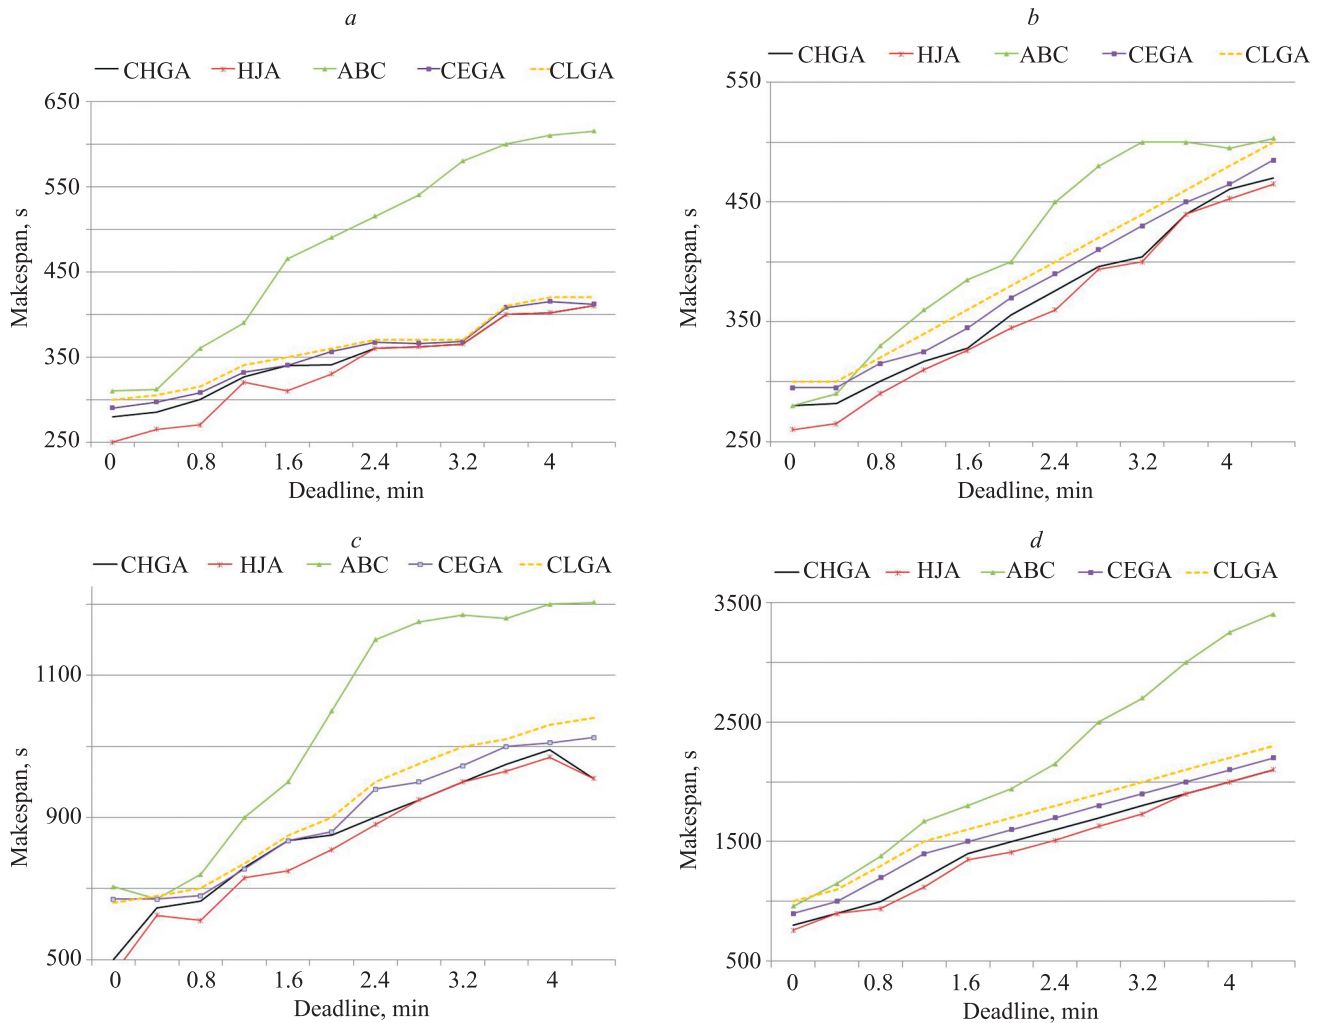 a
CHGA HJA ABC CEGA CLGA
650
550
450
350
250
Makespan, s
0 0.8 1.6 2.4 3.2 4
Deadline, min
b
CHGA HJA ABC CEGA CLGA
550
450
350
250
Makespan, s
0 0.8 1.6 2.4 3.2 4
Deadline, min
c
CHGA HJA ABC CEGA CLGA
1100
900
500
Makespan, s
0 0.8 1.6 2.4 3.2 4
Deadline, min
d
CHGA HJA ABC CEGA CLGA
3500
2500
1500
500
Makespan, s
0 0.8 1.6 2.4 3.2 4
Deadline, min